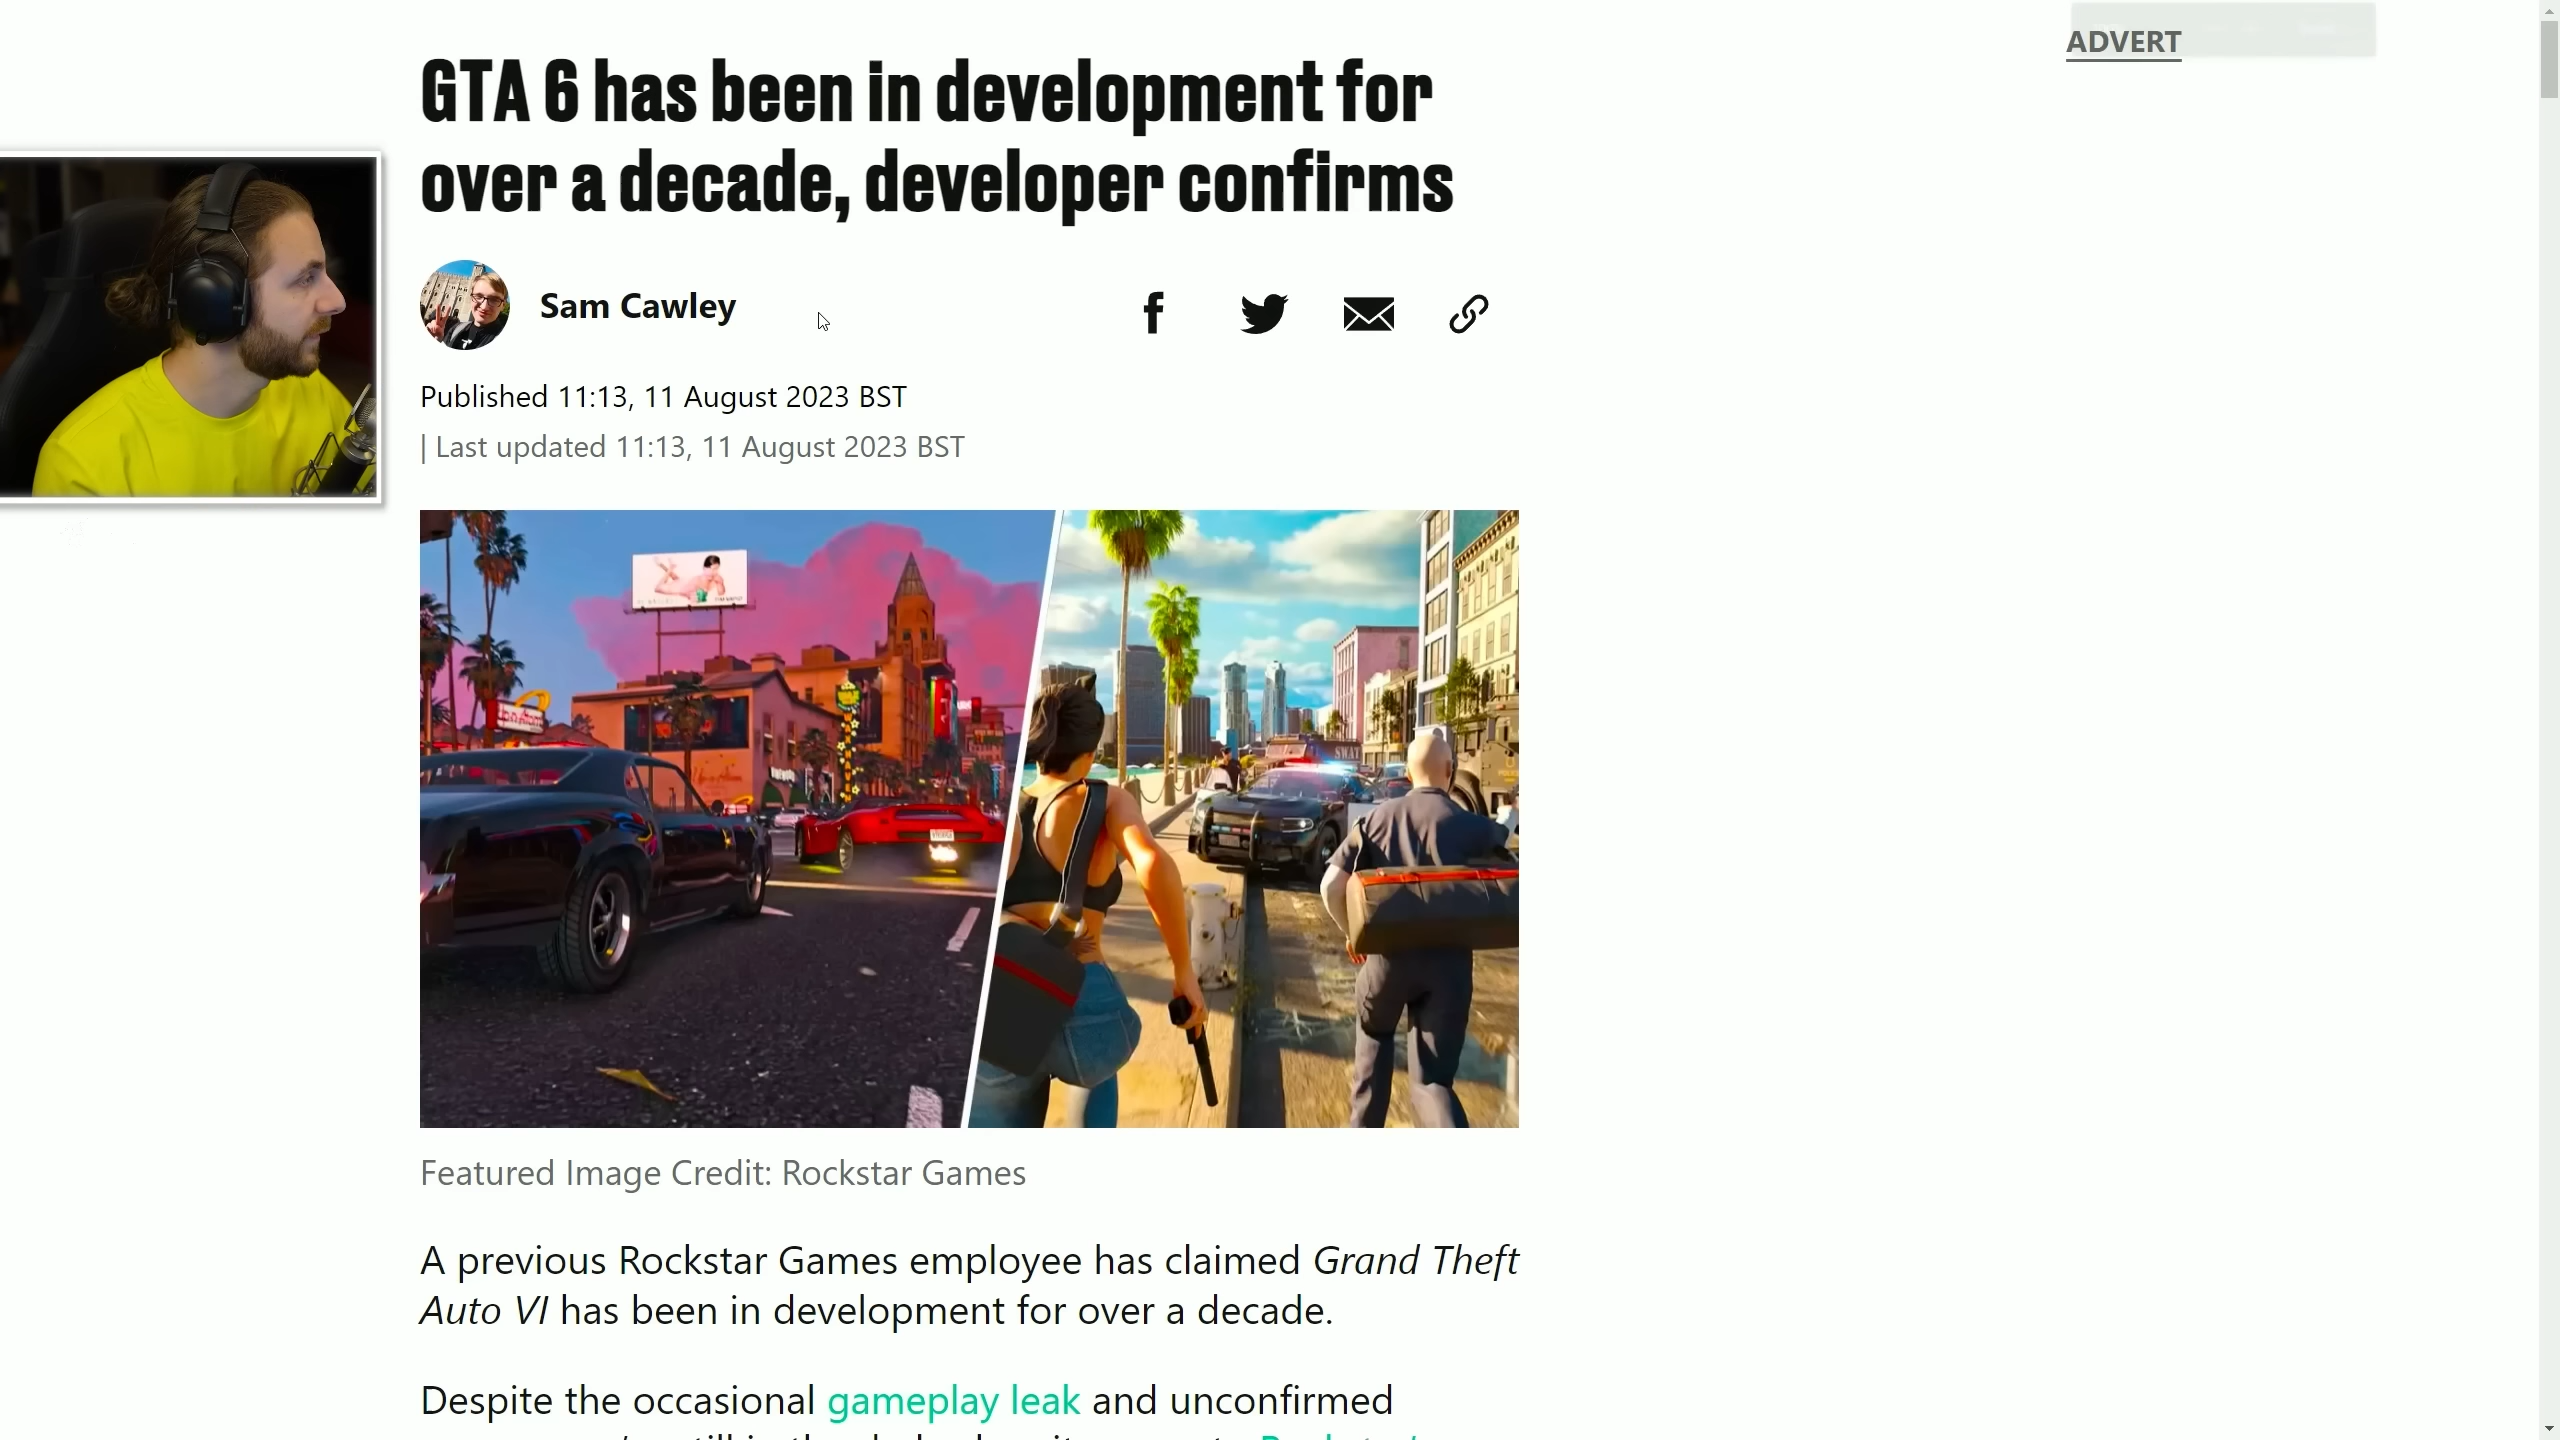 ADVERT
GTA 6 has been in development for
over a decade, developer confirms
Sam Cawley
Published 11:13, 11 August 2023 BST
| Last updated 11:13, 11 August 2023 BST
SWAT
Featured Image Credit: Rockstar Games
A previous Rockstar Games employee has claimed Grand Theft
Auto VI has been in development for over a decade.
Despite the occasional gameplay leak and unconfirmed